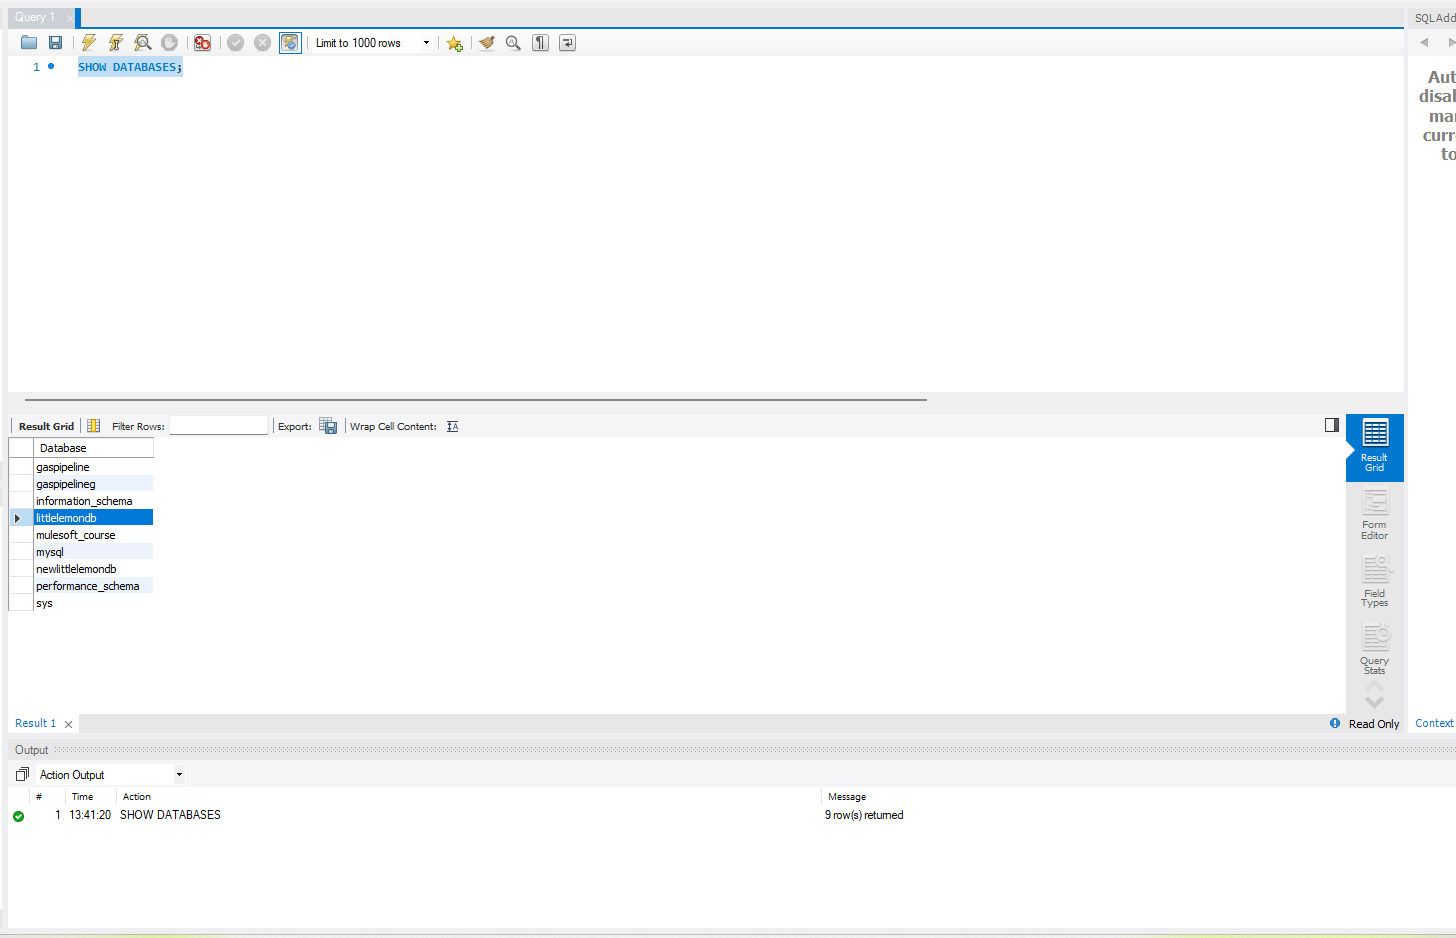 Query 1
SQLAdd
Limit to 1000 rows
1 SHOW DATABASES;
Aut
disal
mar
curr
to
Result Grid Filter Rows: Export: Wrap Cell Content:
Database
gaspipeline
gaspipelineg
information_schema
littlelemondb
mulesoft_course
mysql
newlittlelemondb
performance_schema
sys
Result
Grid
Form
Editor
Field
Types
Query
Stats
Result 1 Read Only Context
Output
Action Output
# Time Action Message
1 13:41:20 SHOW DATABASES 9 row(s) returned